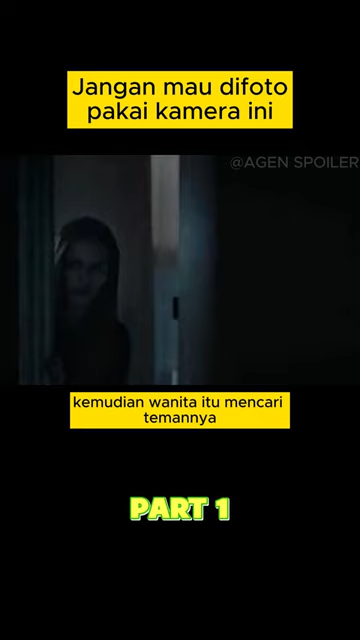 Jangan mau difoto
pakai kamera ini
@AGEN SPOILER
kemudian wanita itu mencari
temannya
PART 1